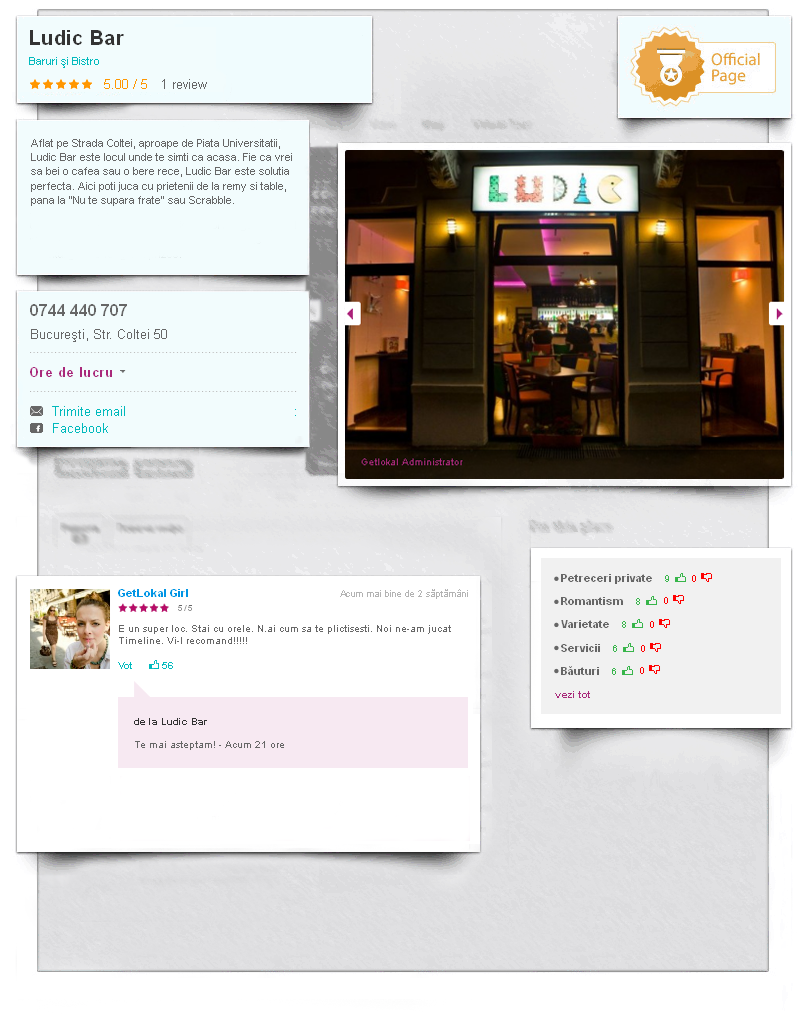 Ludic Bar
Baruri şi Bistro
5.00 / 5 1 review
Official
Page
Aflat pe Strada Coltei, aproape de Piata Universitatii,
Ludic Bar este locul unde te simti ca acasa. Fie ca vrei
sa bei o cafea sau o bere rece, Ludic Bar este solutia
perfecta. Aici poti juca cu prietenii de la remy si table,
pana la "Nu te supara frate" sau Scrabble.
LUDIC
Getlokal Administrator
0744 440 707
Bucureşti, Str. Coltei 50
Ore de lucru
Trimite email :
Facebook
GetLokal Girl Acum mai bine de 2 săptămâni
5/5
E un super loc. Stai cu orele. N.ai cum sa te plictisesti. Noi ne-am jucat
Timeline. Vi-l recomand!!!!!
Vot 56
de la Ludic Bar
Te mai asteptam! - Acum 21 ore
Petreceri private 9 0
Romantism 8 0
Varietate 8 0
Servicii 6 0
Băuturi 6 0
vezi tot